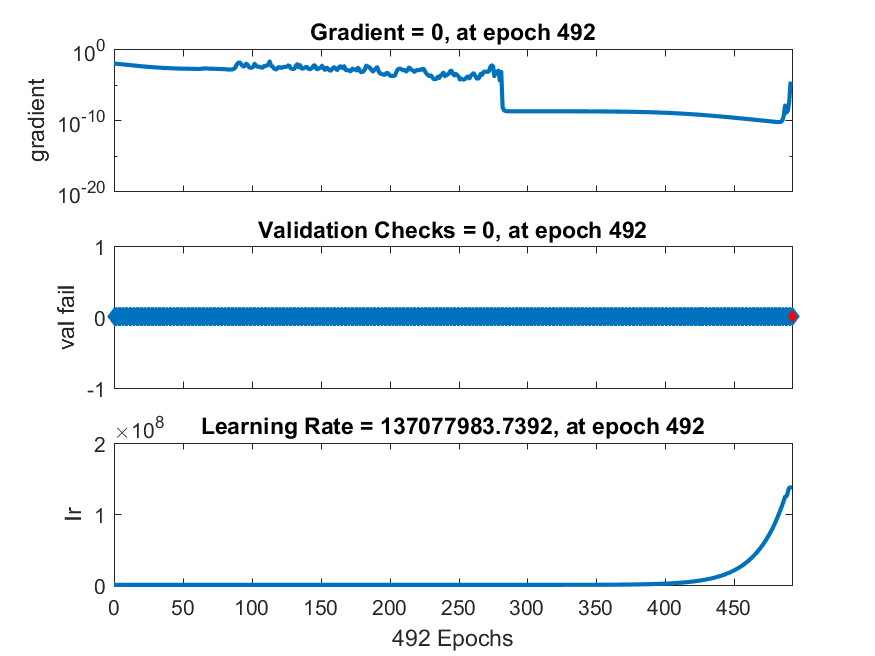 Gradient = 0, at epoch 492
10^0
10^-10
10^-20
gradient
Validation Checks = 0, at epoch 492
1
0
-1
val fail
×10^8
Learning Rate = 137077983.7392, at epoch 492
2
1
0
lr
0 50 100 150 200 250 300 350 400 450
492 Epochs